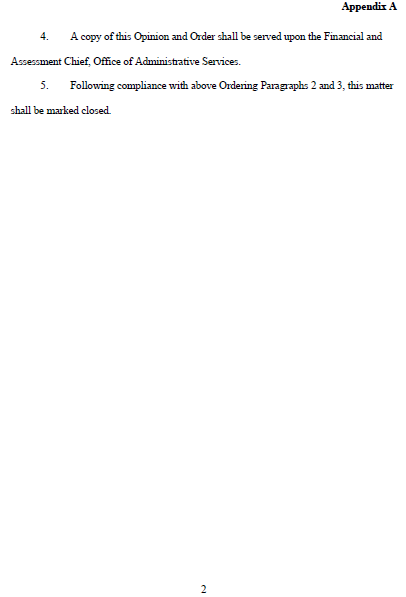 Appendix A
4. A copy of this Opinion and Order shall be served upon the Financial and
Assessment Chief, Office of Administrative Services.
5. Following compliance with above Ordering Paragraphs 2 and 3, this matter
shall be marked closed.
2